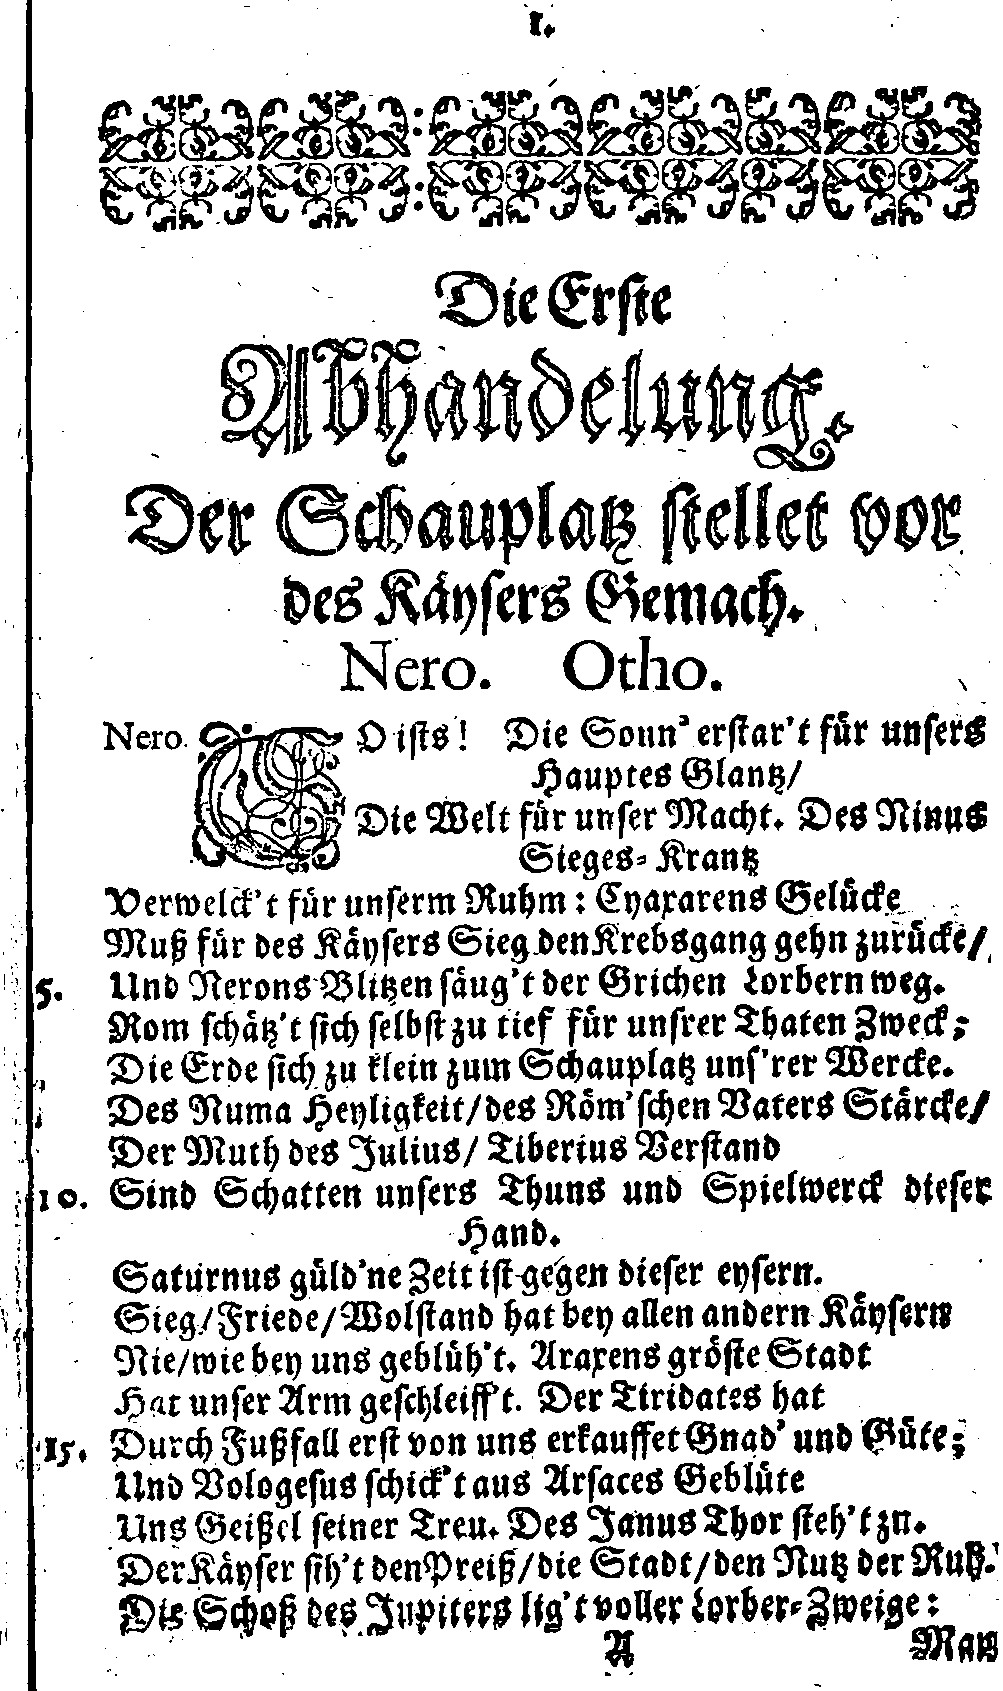 1.
Die Erste
Abhandelung.
Der Schauplatz stellet vor
des Käysers Gemach.
Nero. Otho.
Nero. SO ists! Die Sonn' erstar't für unsers
Hauptes Glantz/
Die Welt für unser Macht. Des Ninus
Sieges-Krantz
Verwelck't für unserm Ruhm: Cyaxarens Gelücke
Muß für des Käysers Sieg den Krebsgang gehn zurücke/
5. Und Nerons Blitzen säug't der Grichen Lorbern weg.
Rom schätz't sich selbst zu tief für unsrer Thaten Zweck;
Die Erde sich zu klein zum Schauplatz uns'rer Wercke.
Des Numa Heyligkeit/des Röm'schen Vaters Stärcke/
Der Muth des Julius/ Tiberius Verstand
10. Sind Schatten unsers Thuns und Spielwerck dieser
Hand.
Saturnus güld'ne Zeit ist gegen dieser eysern.
Sieg/Friede/Wolstand hat bey allen andern Käysern
Nie/wie bey uns geblüh't. Araxens gröste Stadt
Hat unser Arm geschleiff't. Der Tiridates hat
15. Durch Fußfall erst von uns erkauffet Gnad' und Güte;
Und Vologesus schick't aus Arsaces Geblüte
Uns Geißel seiner Treu. Des Janus Thor steh't zu.
Der Käyser sih't den Preiß/die Stadt/den Nutz der Ruh.
Die Schoß des Jupiters lig't voller Lorber-Zweige:
A Mars